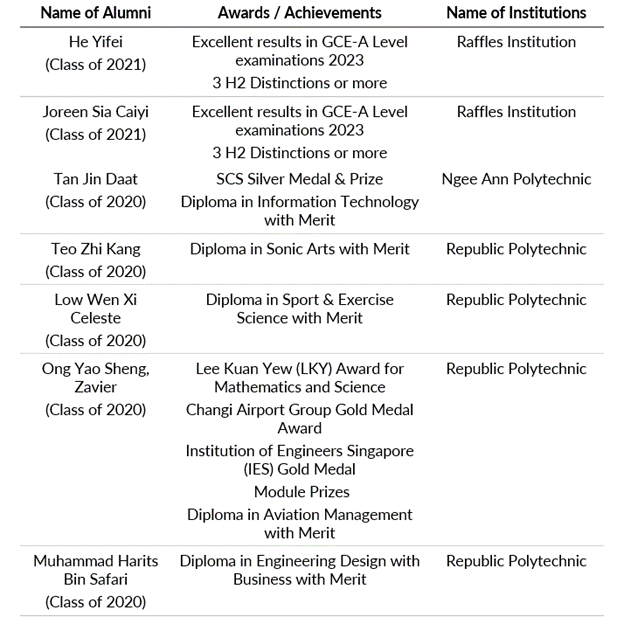 Name of Alumni Awards / Achievements Name of Institutions
He Yifei Excellent results in GCE-A Level Raffles Institution
(Class of 2021) examinations 2023
3 H2 Distinctions or more
Joreen Sia Caiyi Excellent results in GCE-A Level Raffles Institution
(Class of 2021) examinations 2023
3 H2 Distinctions or more
Tan Jin Daat SCS Silver Medal & Prize Ngee Ann Polytechnic
(Class of 2020) Diploma in Information Technology
with Merit
Teo Zhi Kang Diploma in Sonic Arts with Merit Republic Polytechnic
(Class of 2020)
Low Wen Xi Diploma in Sport & Exercise Republic Polytechnic
Celeste Science with Merit
(Class of 2020)
Ong Yao Sheng, Lee Kuan Yew (LKY) Award for Republic Polytechnic
Zavier Mathematics and Science
(Class of 2020) Changi Airport Group Gold Medal
Award
Institution of Engineers Singapore
(IES) Gold Medal
Module Prizes
Diploma in Aviation Management
with Merit
Muhammad Harits Diploma in Engineering Design with Republic Polytechnic
Bin Safari Business with Merit
(Class of 2020)